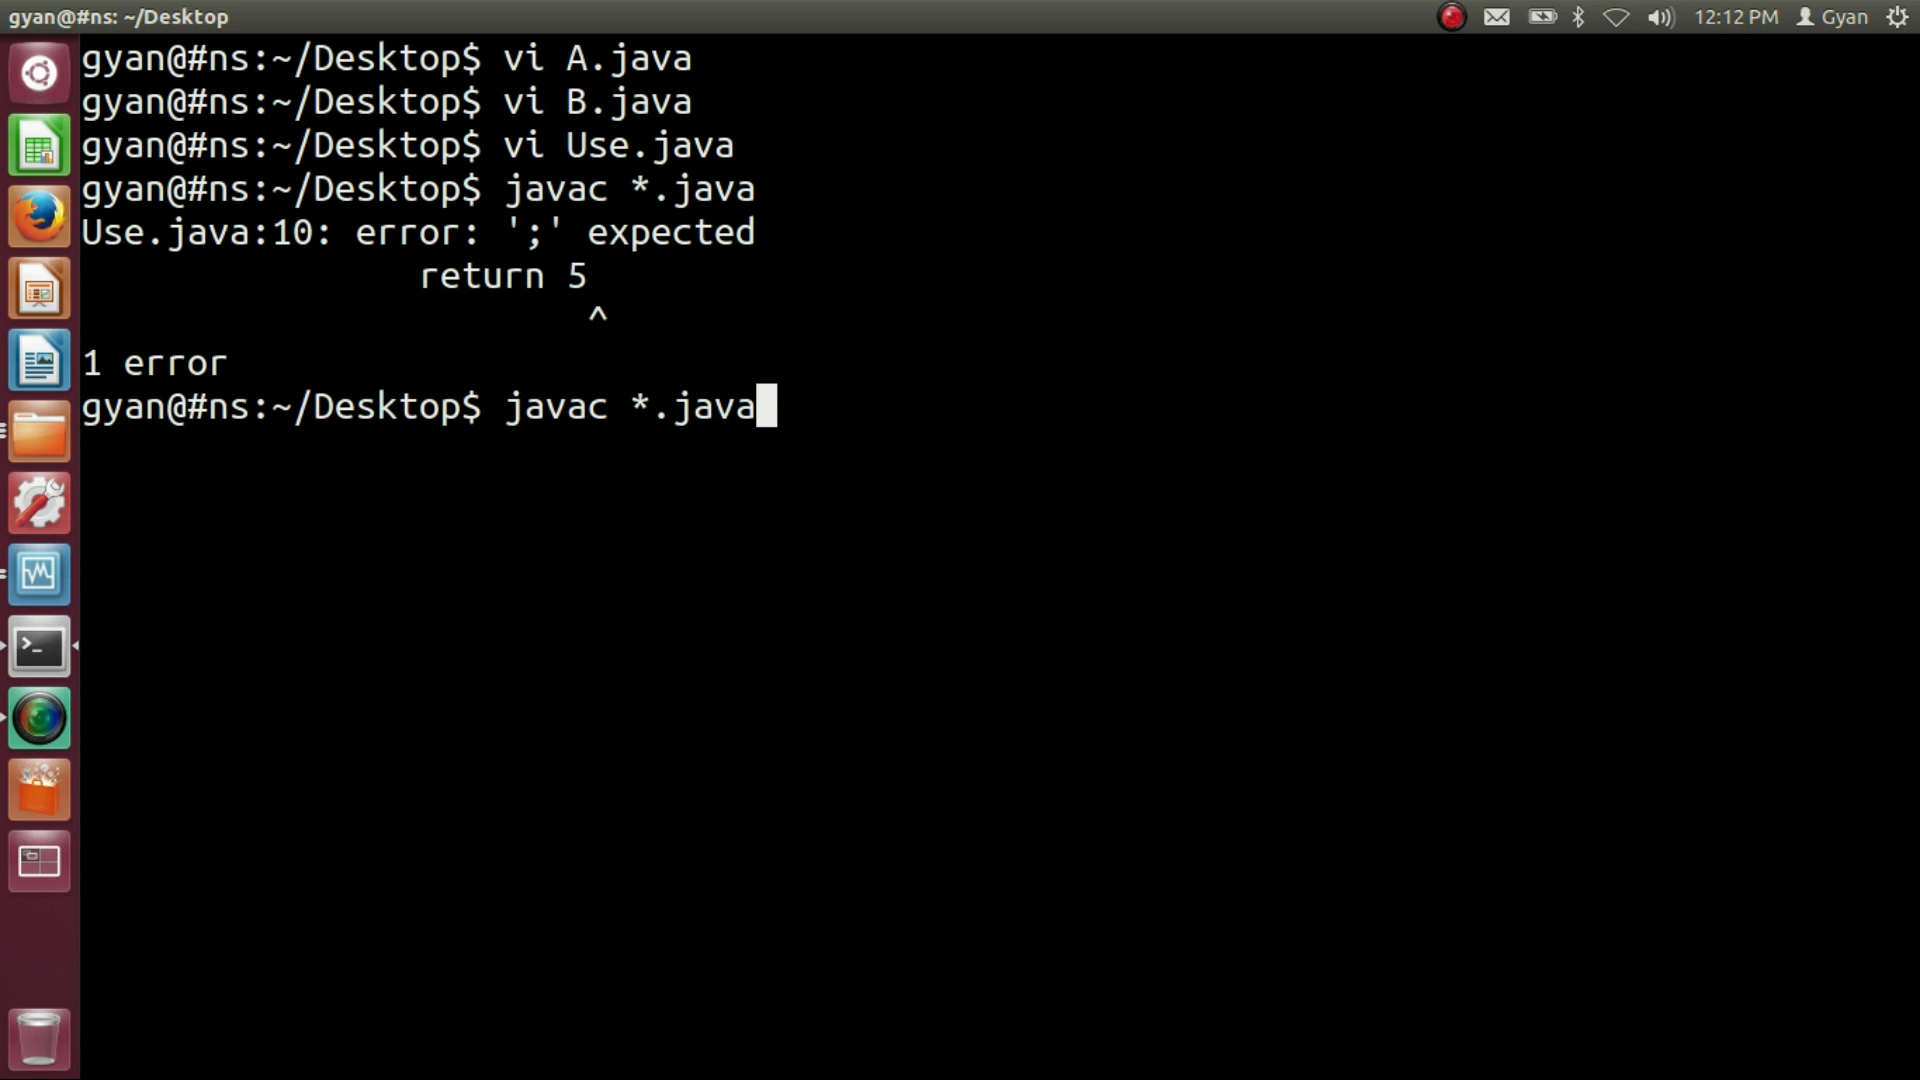 gyan@#ns: ~/Desktop
12:12 PM Gyan
gyan@#ns:~/Desktop$ vi A.java
gyan@#ns:~/Desktop$ vi B.java
gyan@#ns:~/Desktop$ vi Use.java
gyan@#ns:~/Desktop$ javac *.java
Use.java:10: error: ';' expected
return 5
^
1 error
gyan@#ns:~/Desktop$ javac *.java